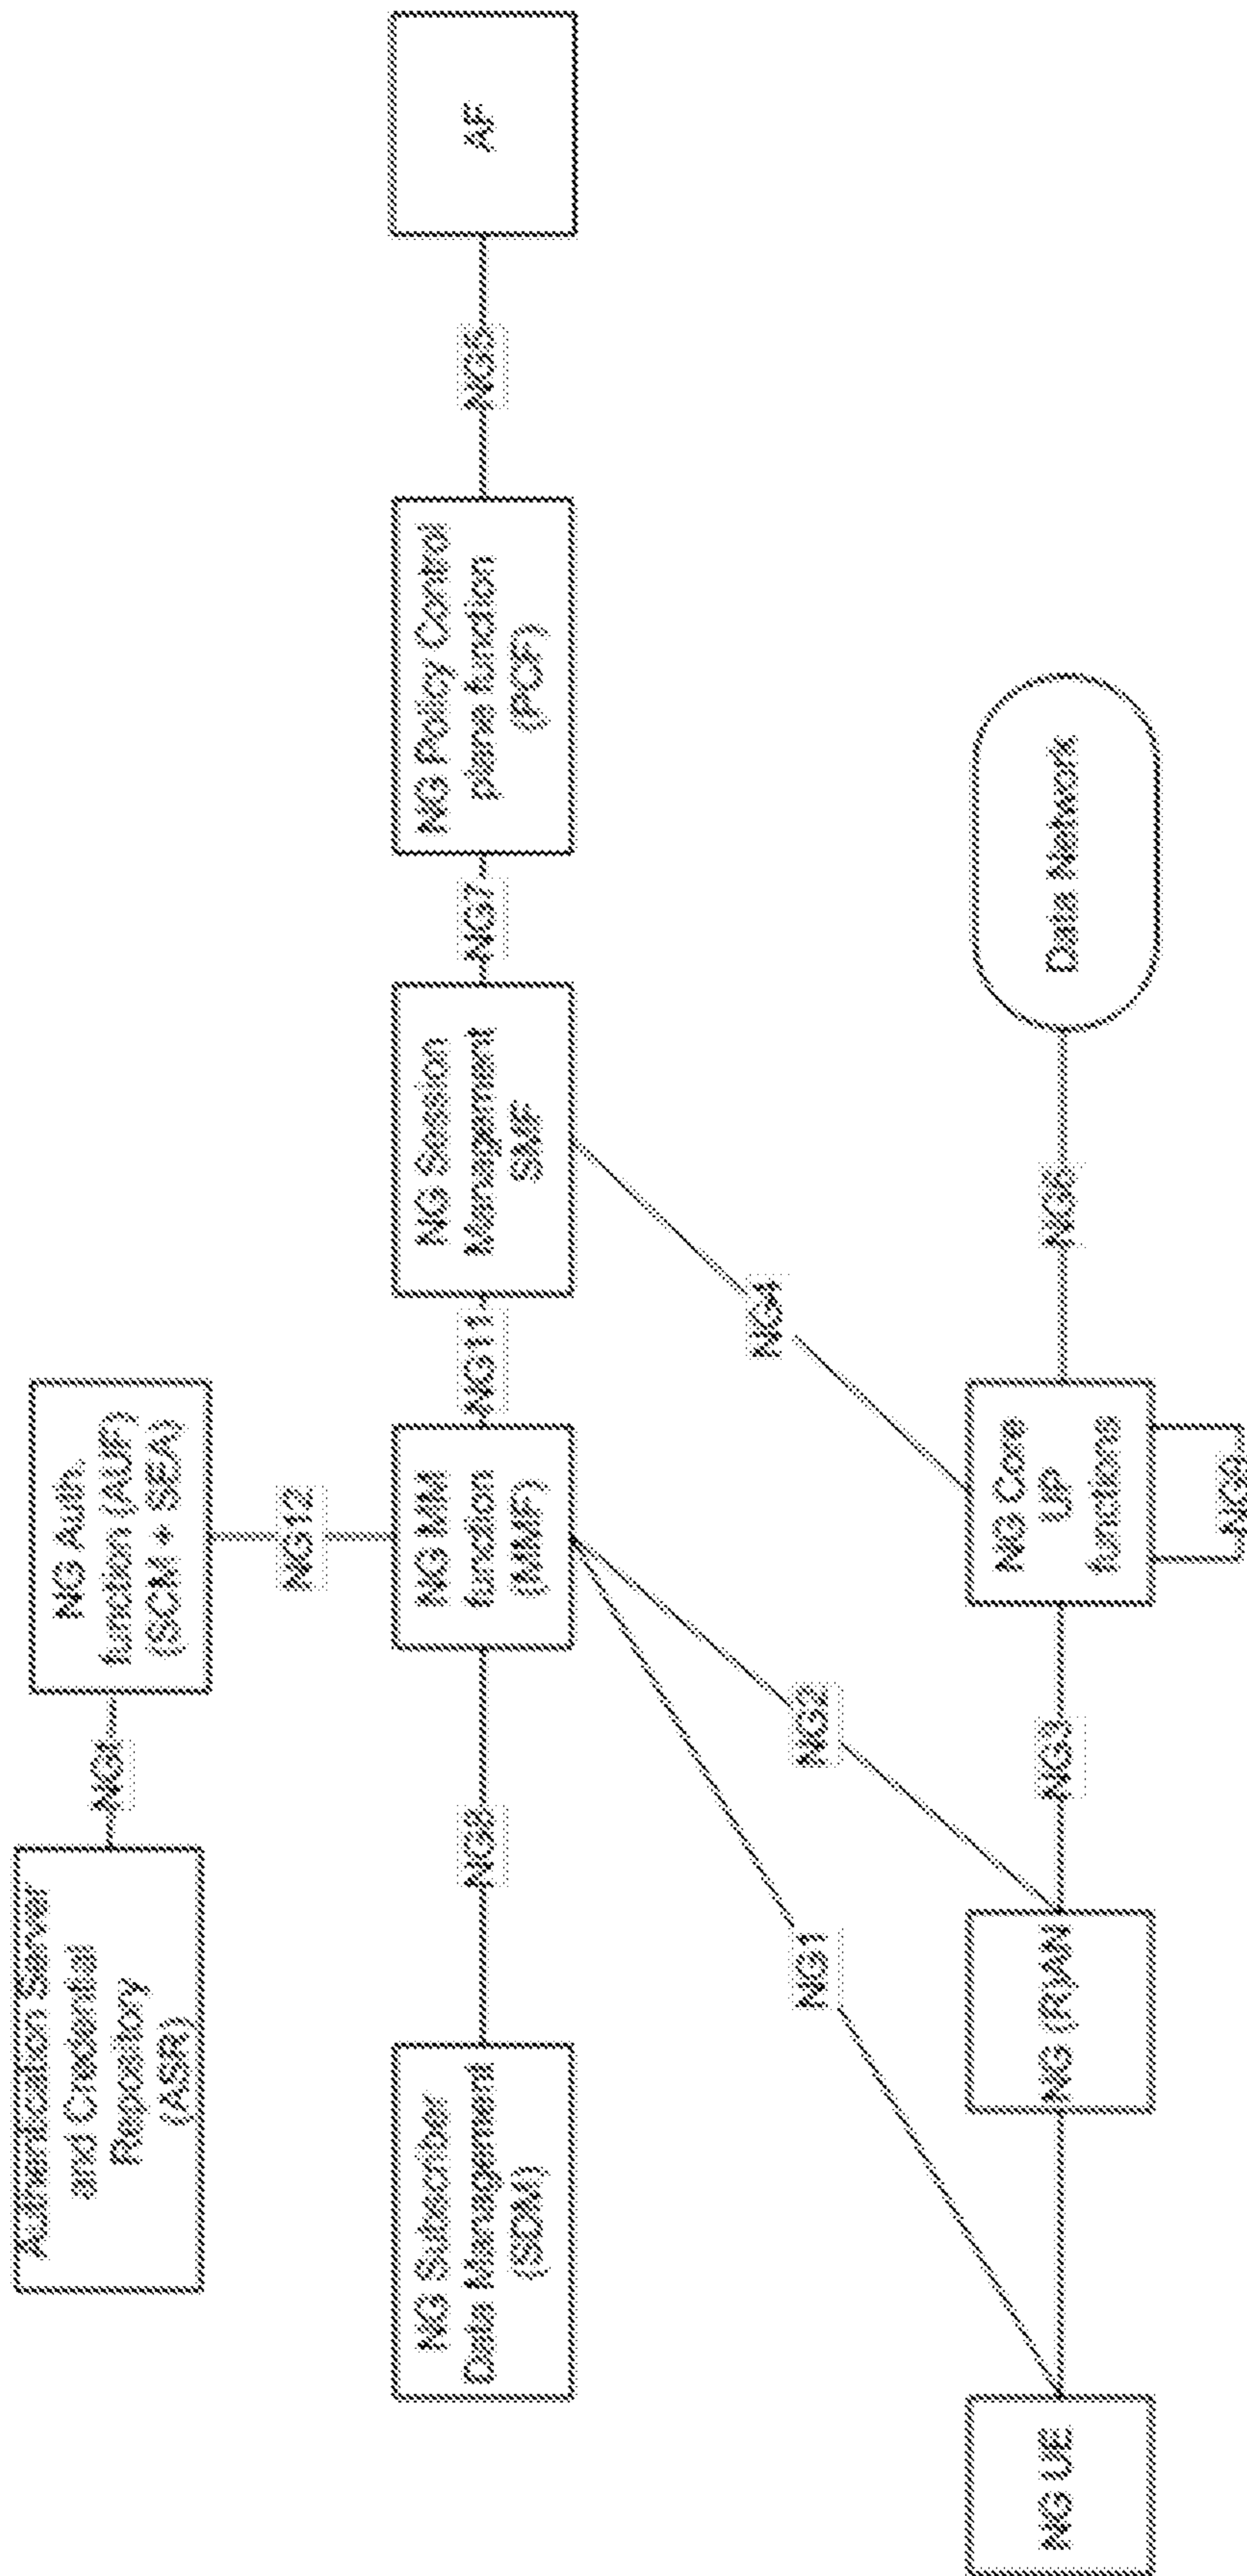 Authentication Server
and Credential
Repository
(ASR)
NGI
NG Auth.
function (AUF)
(SCM + SEA)
NG12
NG Subscriber
Data Management
(SDM)
NG8
NG MM
function
(MMF)
NG11
NG Session
Management
SMF
NG7
NG Policy Control
plane function
(PCF)
NG5
AF
NG1
NG2
NG4
NG UE
NG (R)AN
NG3
NG Core
UP
functions
NG6
Data Network
NG9